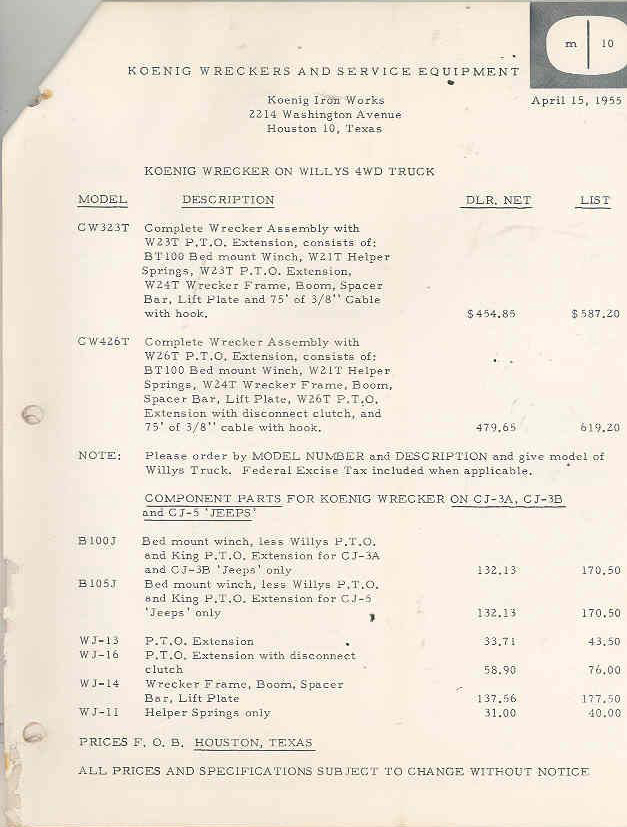 m | 10
KOENIG WRECKERS AND SERVICE EQUIPMENT
Koenig Iron Works
April 15, 1955
2214 Washington Avenue
Houston 10, Texas
KOENIG WRECKER ON WILLYS 4WD TRUCK
MODEL DESCRIPTION DLR. NET LIST
CW323T Complete Wrecker Assembly with
W23T P.T.O. Extension, consists of:
BT100 Bed mount Winch, W21T Helper
Springs, W23T P.T.O. Extension,
W24T Wrecker Frame, Boom, Spacer
Bar, Lift Plate and 75' of 3/8'' Cable
with hook. $454.86 $587.20
CW426T Complete Wrecker Assembly with
W26T P.T.O. Extension, consists of:
BT100 Bed mount Winch, W21T Helper
Springs, W24T Wrecker Frame, Boom,
Spacer Bar, Lift Plate, W26T P.T.O.
Extension with disconnect clutch, and
75' of 3/8'' cable with hook. 479.65 619.20
NOTE: Please order by MODEL NUMBER and DESCRIPTION and give model of
Willys Truck. Federal Excise Tax included when applicable.
COMPONENT PARTS FOR KOENIG WRECKER ON CJ-3A, CJ-3B
and CJ-5 'JEEPS'
B100J Bed mount winch, less Willys P.T.O.
and King P.T.O. Extension for CJ-3A
and CJ-3B 'Jeeps' only 132.13 170.50
B105J Bed mount winch, less Willys P.T.O.
and King P.T.O. Extension for CJ-5
'Jeeps' only 132.13 170.50
WJ-13 P.T.O. Extension 33.71 43.50
WJ-16 P.T.O. Extension with disconnect
clutch 58.90 76.00
WJ-14 Wrecker Frame, Boom, Spacer
Bar, Lift Plate 137.56 177.50
WJ-11 Helper Springs only 31.00 40.00
PRICES F. O. B. HOUSTON, TEXAS
ALL PRICES AND SPECIFICATIONS SUBJECT TO CHANGE WITHOUT NOTICE